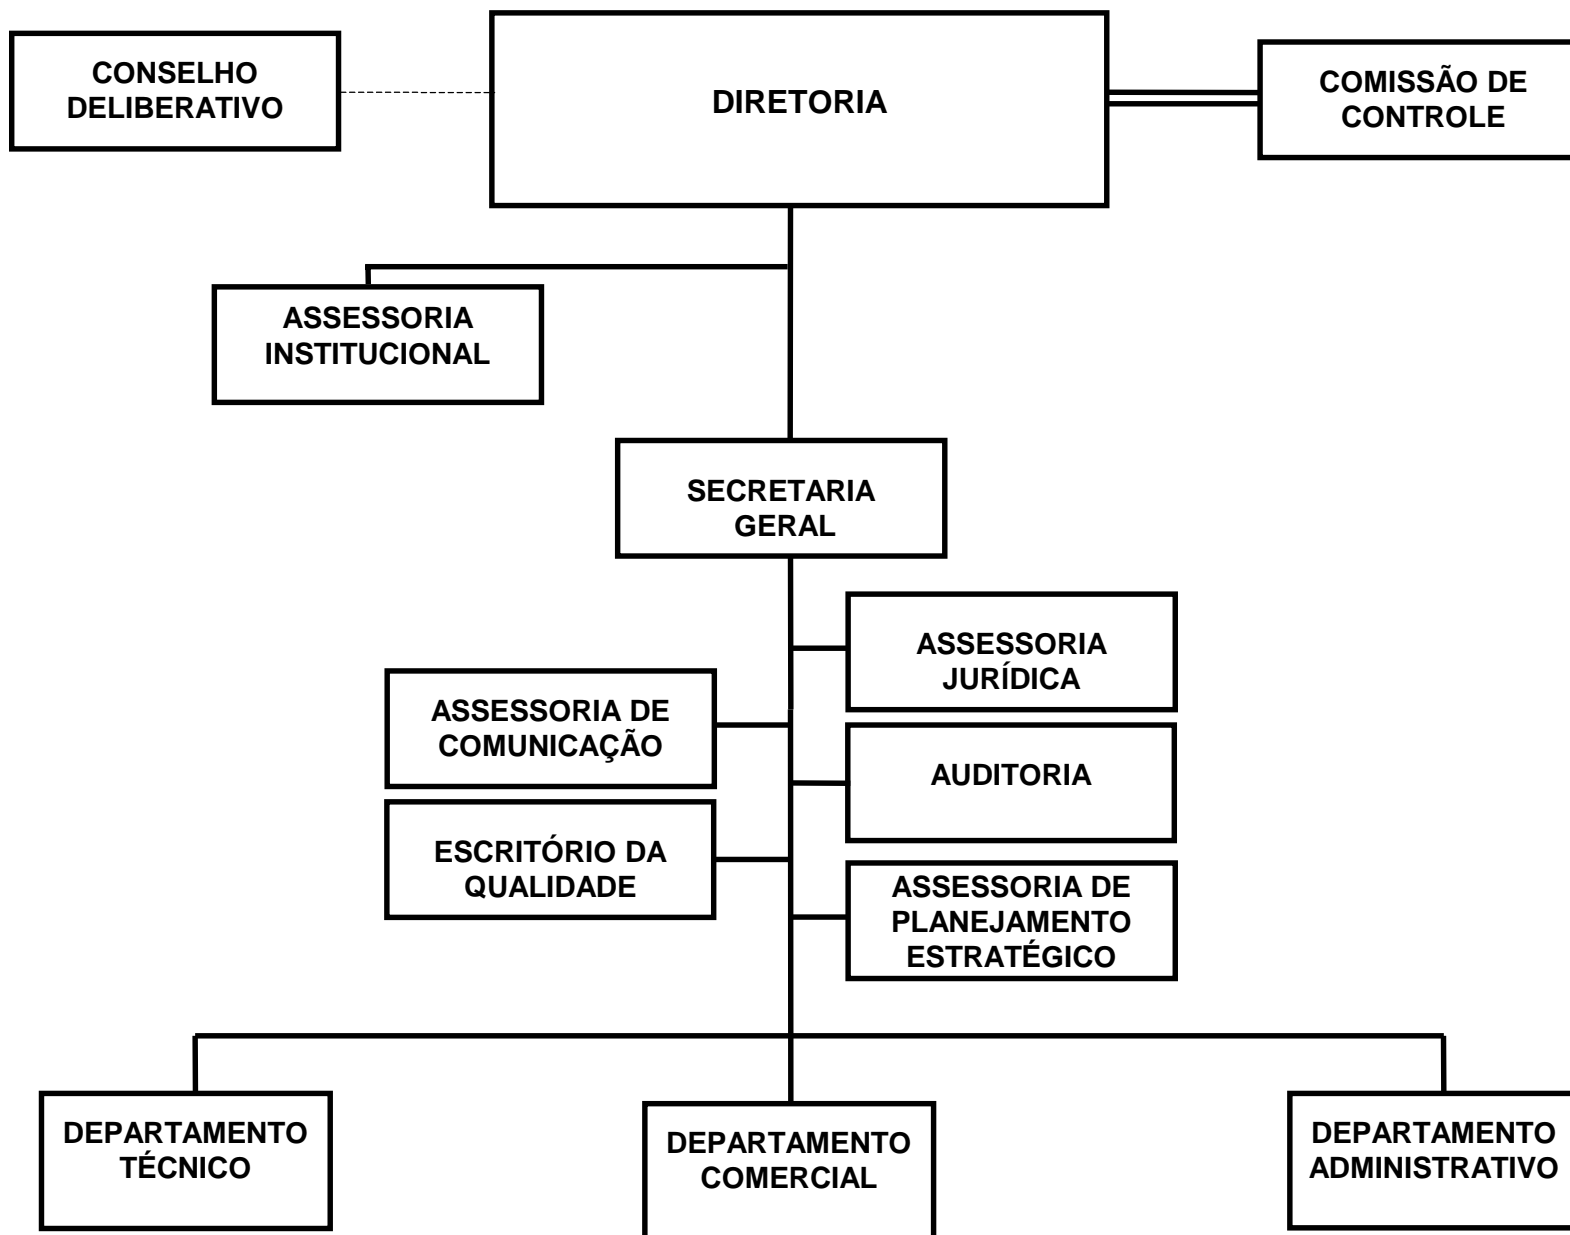 CONSELHO
DELIBERATIVO
DIRETORIA
COMISSÃO DE
CONTROLE
ASSESSORIA
INSTITUCIONAL
SECRETARIA
GERAL
ASSESSORIA
JURÍDICA
ASSESSORIA DE
COMUNICAÇÃO
AUDITORIA
ESCRITÓRIO DA
QUALIDADE
ASSESSORIA DE
PLANEJAMENTO
ESTRATÉGICO
DEPARTAMENTO
TÉCNICO
DEPARTAMENTO
COMERCIAL
DEPARTAMENTO
ADMINISTRATIVO